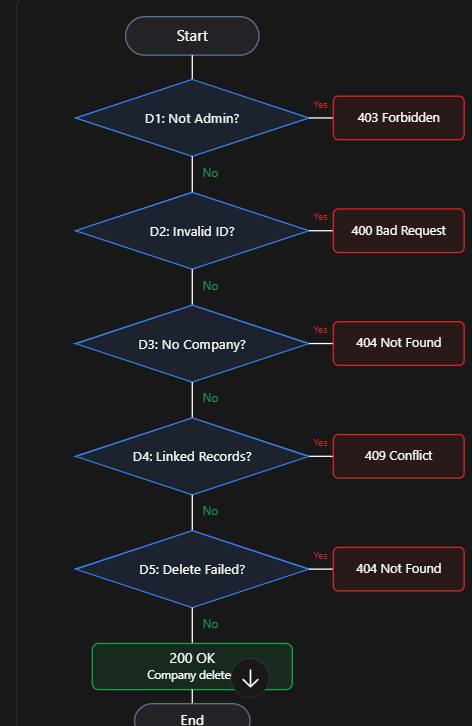 Start
D1: Not Admin?
Yes
403 Forbidden
No
D2: Invalid ID?
Yes
400 Bad Request
No
D3: No Company?
Yes
404 Not Found
No
D4: Linked Records?
Yes
409 Conflict
No
D5: Delete Failed?
Yes
404 Not Found
No
200 OK
Company delete
End